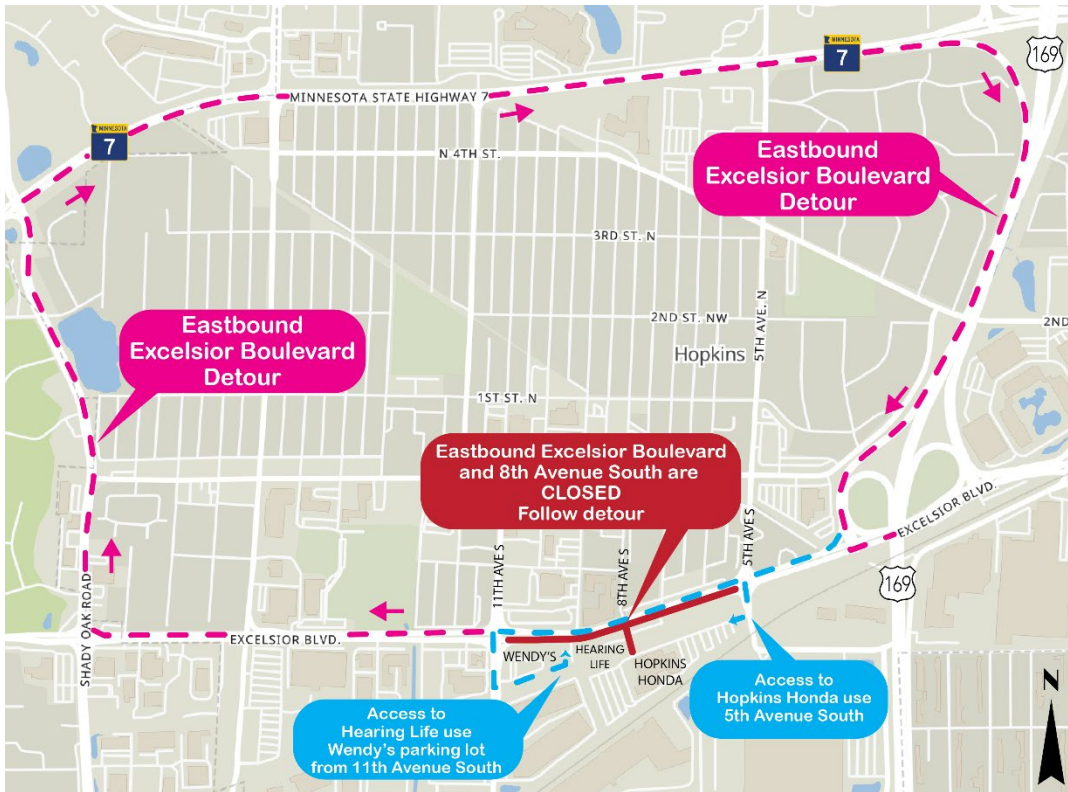 169
MINNESOTA
7
MINNESOTA STATE HIGHWAY 7
MINNESOTA
7
N 4TH ST.
Eastbound
Excelsior Boulevard
Detour
3RD ST. N
2ND ST. NW
5TH AVE. N
2ND
Hopkins
Eastbound
Excelsior Boulevard
Detour
1ST ST. N
Eastbound Excelsior Boulevard
and 8th Avenue South are
CLOSED
Follow detour
EXCELSIOR BLVD.
5TH AVE S
11TH AVE S
8TH AVE S
169
SHADY OAK ROAD
EXCELSIOR BLVD.
WENDY'S
HEARING
LIFE
HOPKINS
HONDA
Access to
Hopkins Honda use
5th Avenue South
Access to
Hearing Life use
Wendy's parking lot
from 11th Avenue South
N